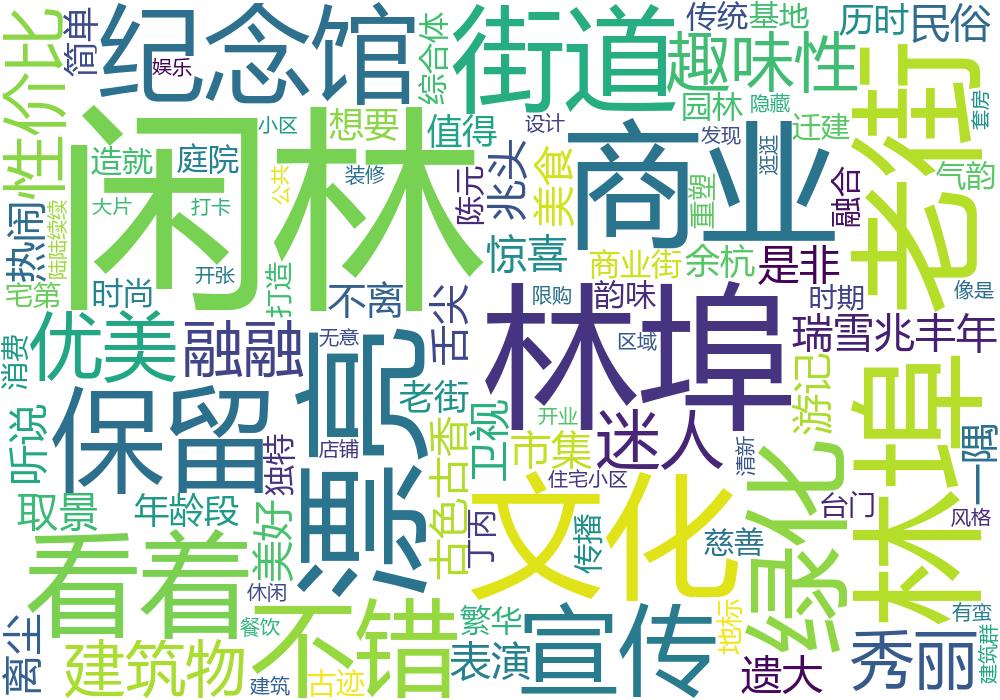 纪念馆
街道
趣味性
传统
基地
历时
民俗
简单
娱乐
综合体
性价比
闲林
小区
想要
值得
设计
园林
隐藏
迁建
套房
老街
商业
发现
逛逛
造就
庭院
公共
装修
陈元
兆头
美食
重塑
融合
气韵
大片
打卡
热闹
陆陆续续
惊喜
商业街
余杭
是非
宅第
时尚
开张
打造
不离
舌尖
限购
韵味
时期
像是
林埠
区域
瑞雪兆丰年
优美
融融
无意
漂亮
消费
老街
开业
卫视
市集
迷人
游记
林埠
一隅
保留
听说
独特
店铺
古色
古香
住宅小区
清新
绿化
台门
风格
取景
年龄段
美好
丁丙
文化
传播
慈善
看着
休闲
不错
餐饮
繁华
宣传
地标
有蛮
建筑群
离尘
建筑物
建筑
古迹
表演
遗大
秀丽